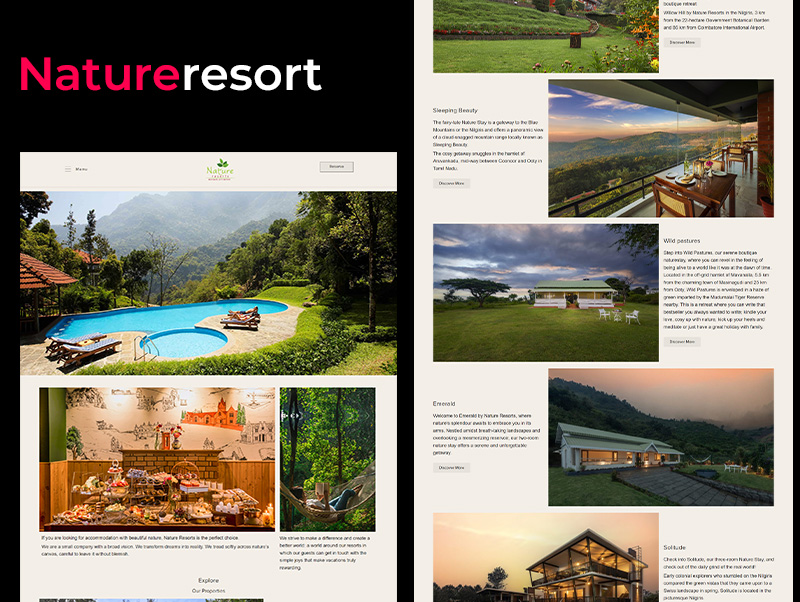 Natureresort
Menu
Nature
resorts
If you are looking for accommodation with beautiful nature, Nature Resorts is the perfect choice.
We are a small company with a broad vision. We transform dreams into reality. We tread softly across nature's
canvas, careful to leave it without blemish.
We strive to make a difference and create a
better world: a world around our resorts in
which our guests can get in touch with the
simple joys that make vacations truly
rewarding.
Explore
Our Properties
boutique retreat
Willow Hill by Nature Resorts in the Nilgiris, 3 km
from the 22-hectare Government Botanical Garden
and 80 km from Coimbatore International Airport.
Discover More
Sleeping Beauty
The fairy-tale Nature Stay is a gateway to the Blue
Mountains or the Nilgiris and offers a panoramic view
of a cloud-snagged mountain range locally known as
Sleeping Beauty.
The cosy getaway snuggles in the hamlet of
Aruvankadu, mid-way between Coonoor and Ooty in
Tamil Nadu.
Discover More
Wild pastures
Step into Wild Pastures, our serene boutique
naturestay, where you can revel in the feeling of
being alive to a world like it was at the dawn of time.
Located in the off-grid hamlet of Mavanalla, 5.5 km
from the charming town of Masinagudi and 23 km
from Ooty, Wild Pastures is enveloped in a haze of
green imparted by the Mudumalai Tiger Reserve
nearby. This is a retreat where you can write that
bestseller you always wanted to write; kindle your
love, cosy up with nature; kick up your heels and
meditate or just have a great holiday with family.
Discover More
Emerald
Welcome to Emerald by Nature Resorts, where
nature's splendour awaits to embrace you in its
arms. Nestled amidst breath-taking landscapes and
overlooking a mesmerizing reservoir, our two-room
nature stay offers a serene and unforgettable
getaway.
Discover More
Solitude
Check into Solitude, our three-room Nature Stay, and
check out of the daily grind of the real world!
Early colonial explorers who stumbled on the Nilgiris
compared the green vistas that they came upon to a
Swiss landscape in spring. Solitude is located in the
picturesque Nilgiris.